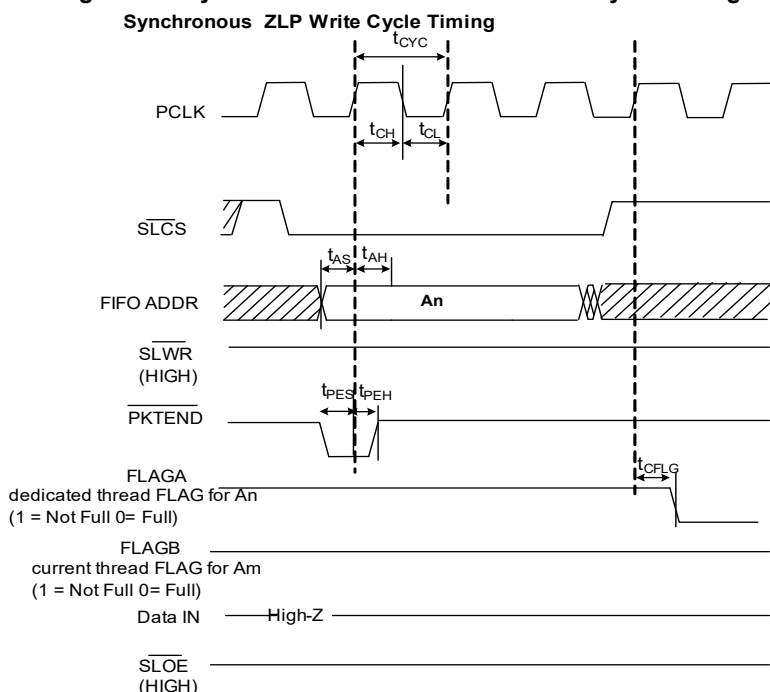 Synchronous ZLP Write Cycle Timing
tCYC
PCLK
tCH tCL
SLCS
tAS tAH
FIFO ADDR An
SLWR
(HIGH)
tPES tPEH
PKTEND
tCFLG
FLAGA
dedicated thread FLAG for An
(1 = Not Full 0= Full)
FLAGB
current thread FLAG for Am
(1 = Not Full 0= Full)
Data IN High-Z
SLOE
(HIGH)